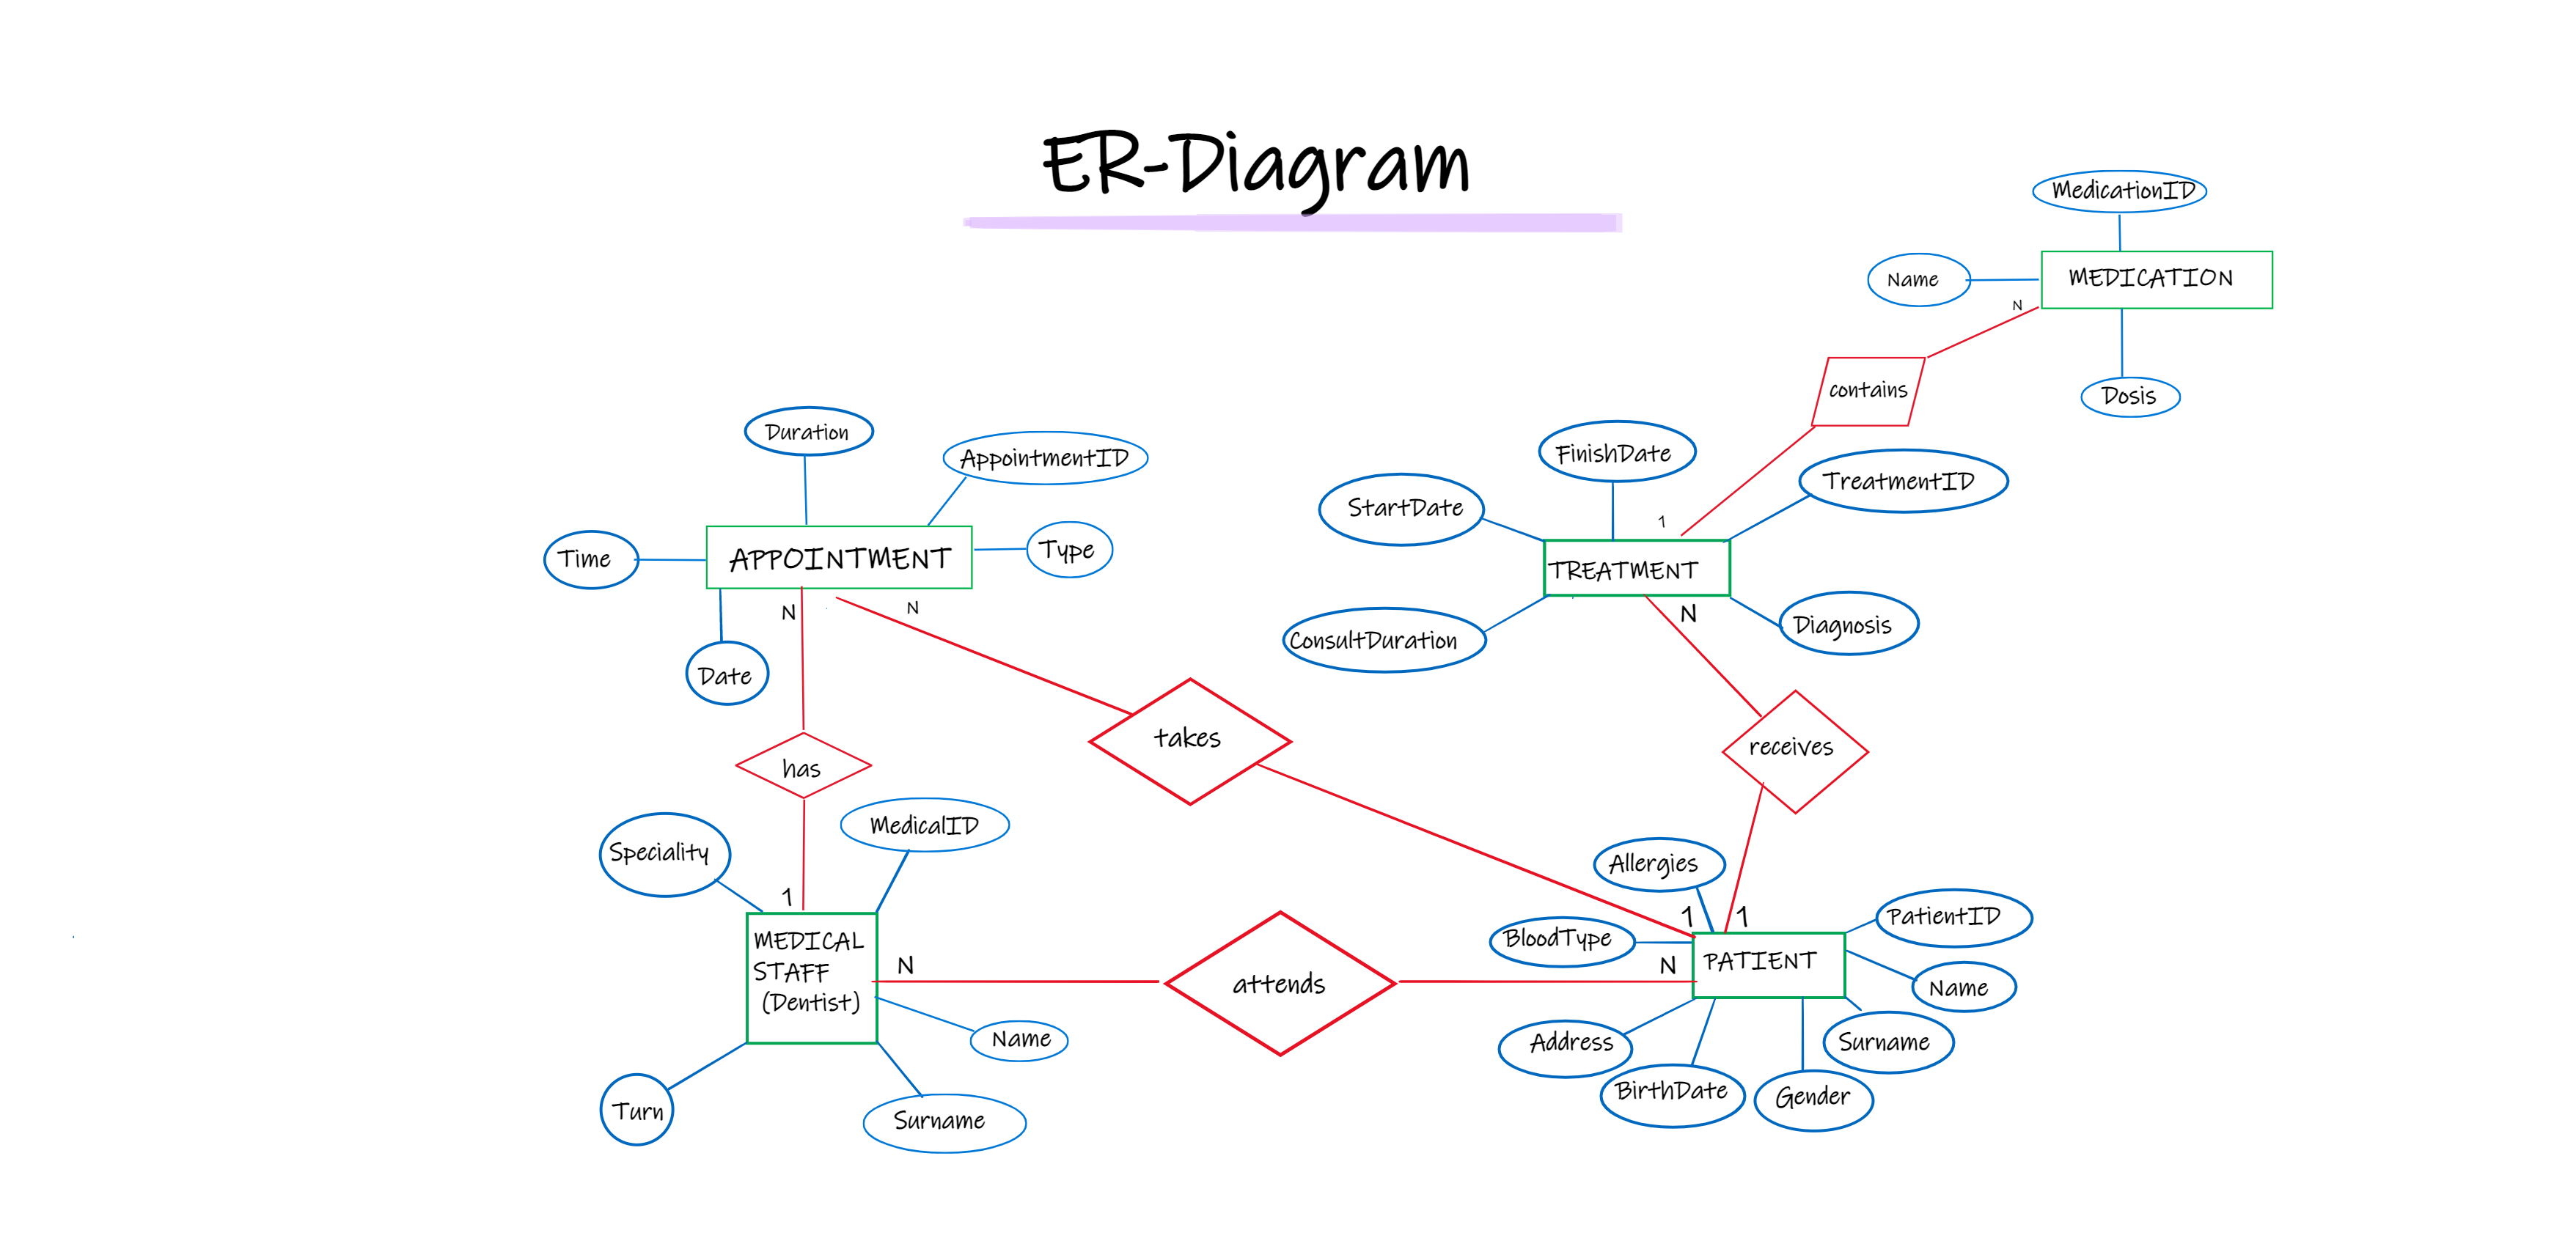 ER-Diagram
MedicationID
Name
MEDICATION
N
contains
Dosis
Duration
AppointmentID
FinishDate
TreatmentID
StartDate
1
Time
APPOINTMENT
Type
TREATMENT
N
N
N
ConsultDuration
Diagnosis
Date
takes
receives
has
Speciality
MedicalID
Allergies
1
1
1
PatientID
BloodType
MEDICAL
STAFF
(Dentist)
N
attends
N
PATIENT
Name
Name
Address
Surname
BirthDate
Gender
Turn
Surname